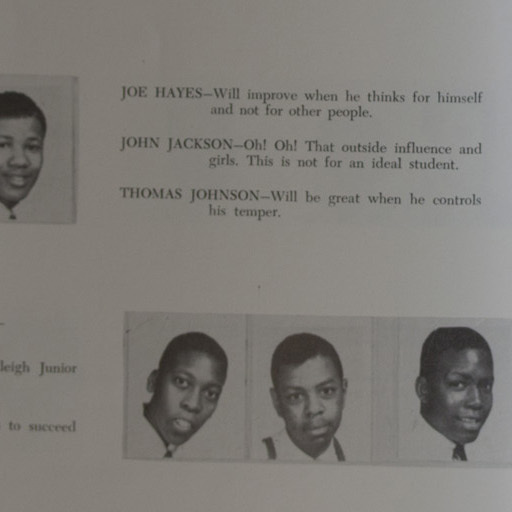 JOE HAYES—Will improve when he thinks for himself
and not for other people.
JOHN JACKSON—Oh! Oh! That outside influence and
girls. This is not for an ideal student.
THOMAS JOHNSON—Will be great when he controls
his temper.
leigh Junior
to succeed